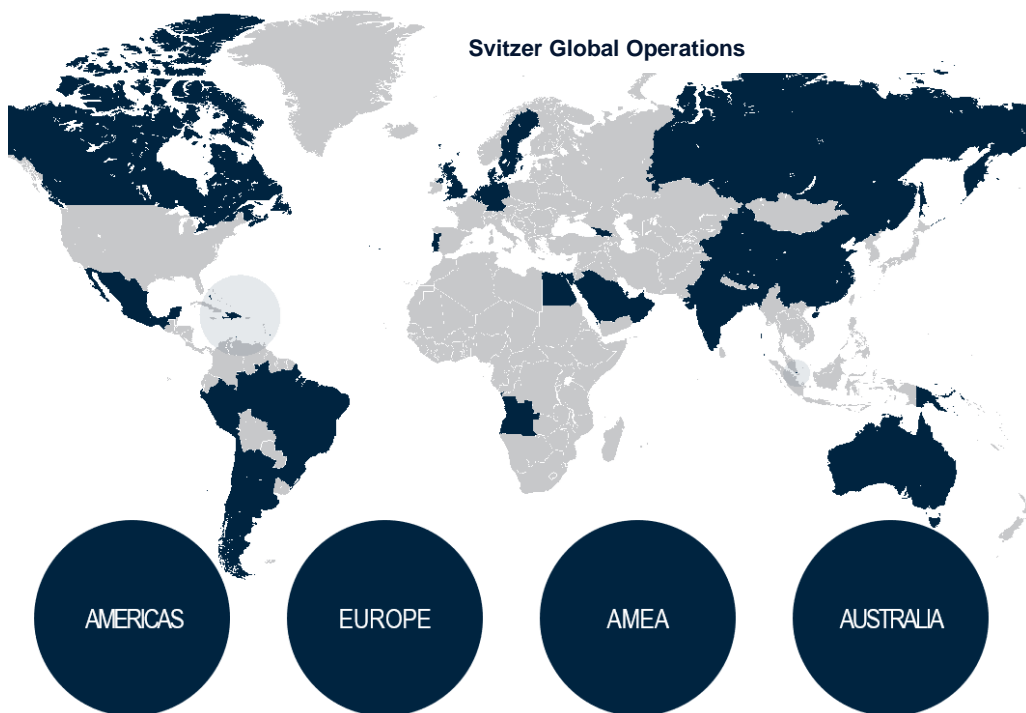 Svitzer Global Operations
AMERICAS
EUROPE
AMEA
AUSTRALIA